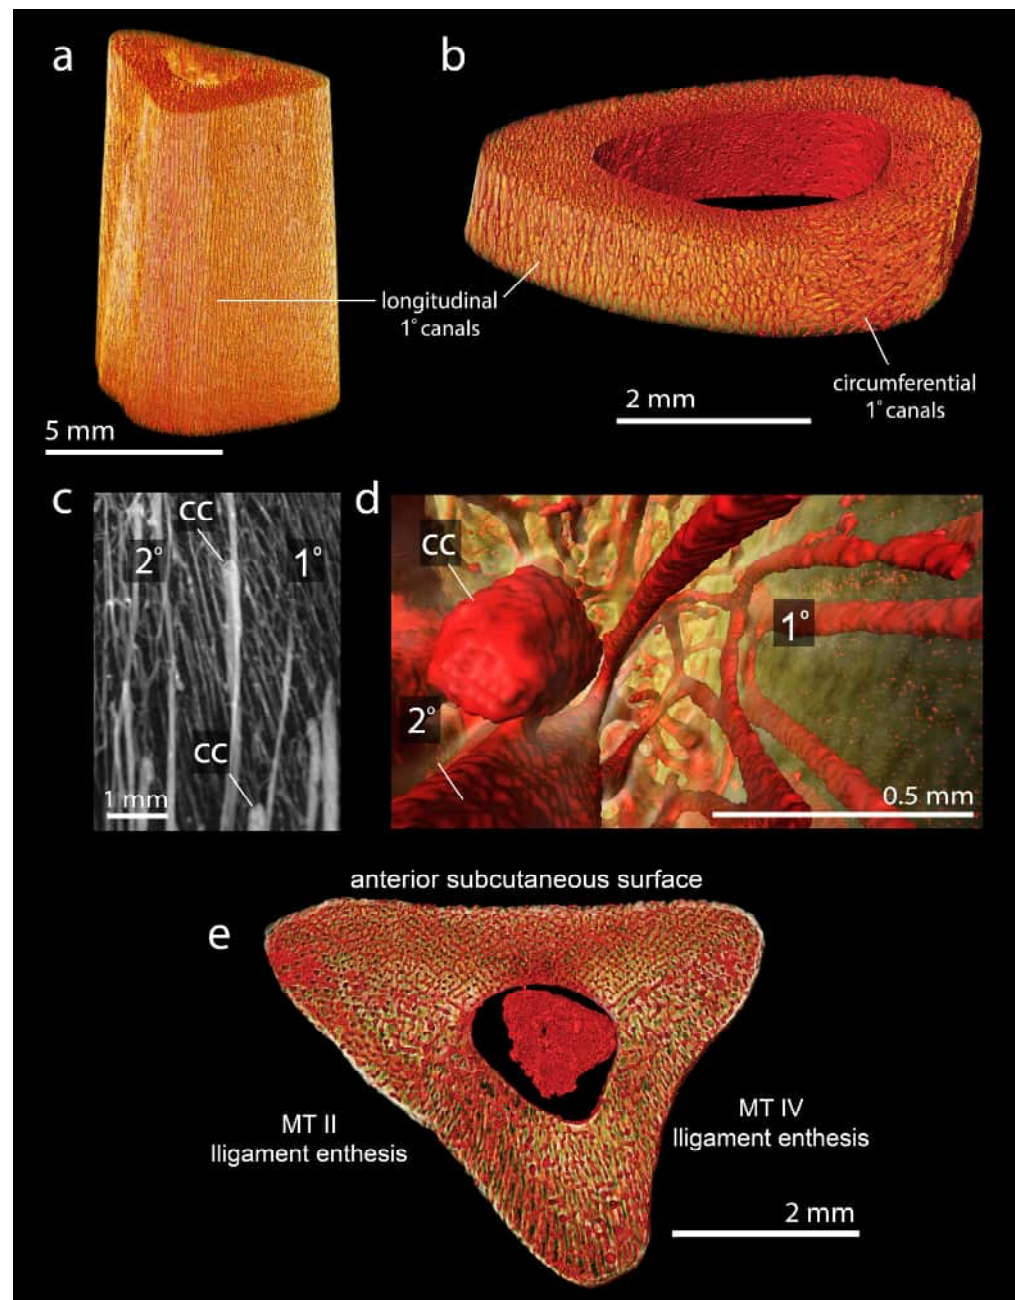 a
b
longitudinal
1° canals
circumferential
1° canals
5 mm
2 mm
c
cc
2°
1°
cc
1 mm
d
cc
1°
2°
0.5 mm
anterior subcutaneous surface
e
MT II
lligament enthesis
MT IV
lligament enthesis
2 mm